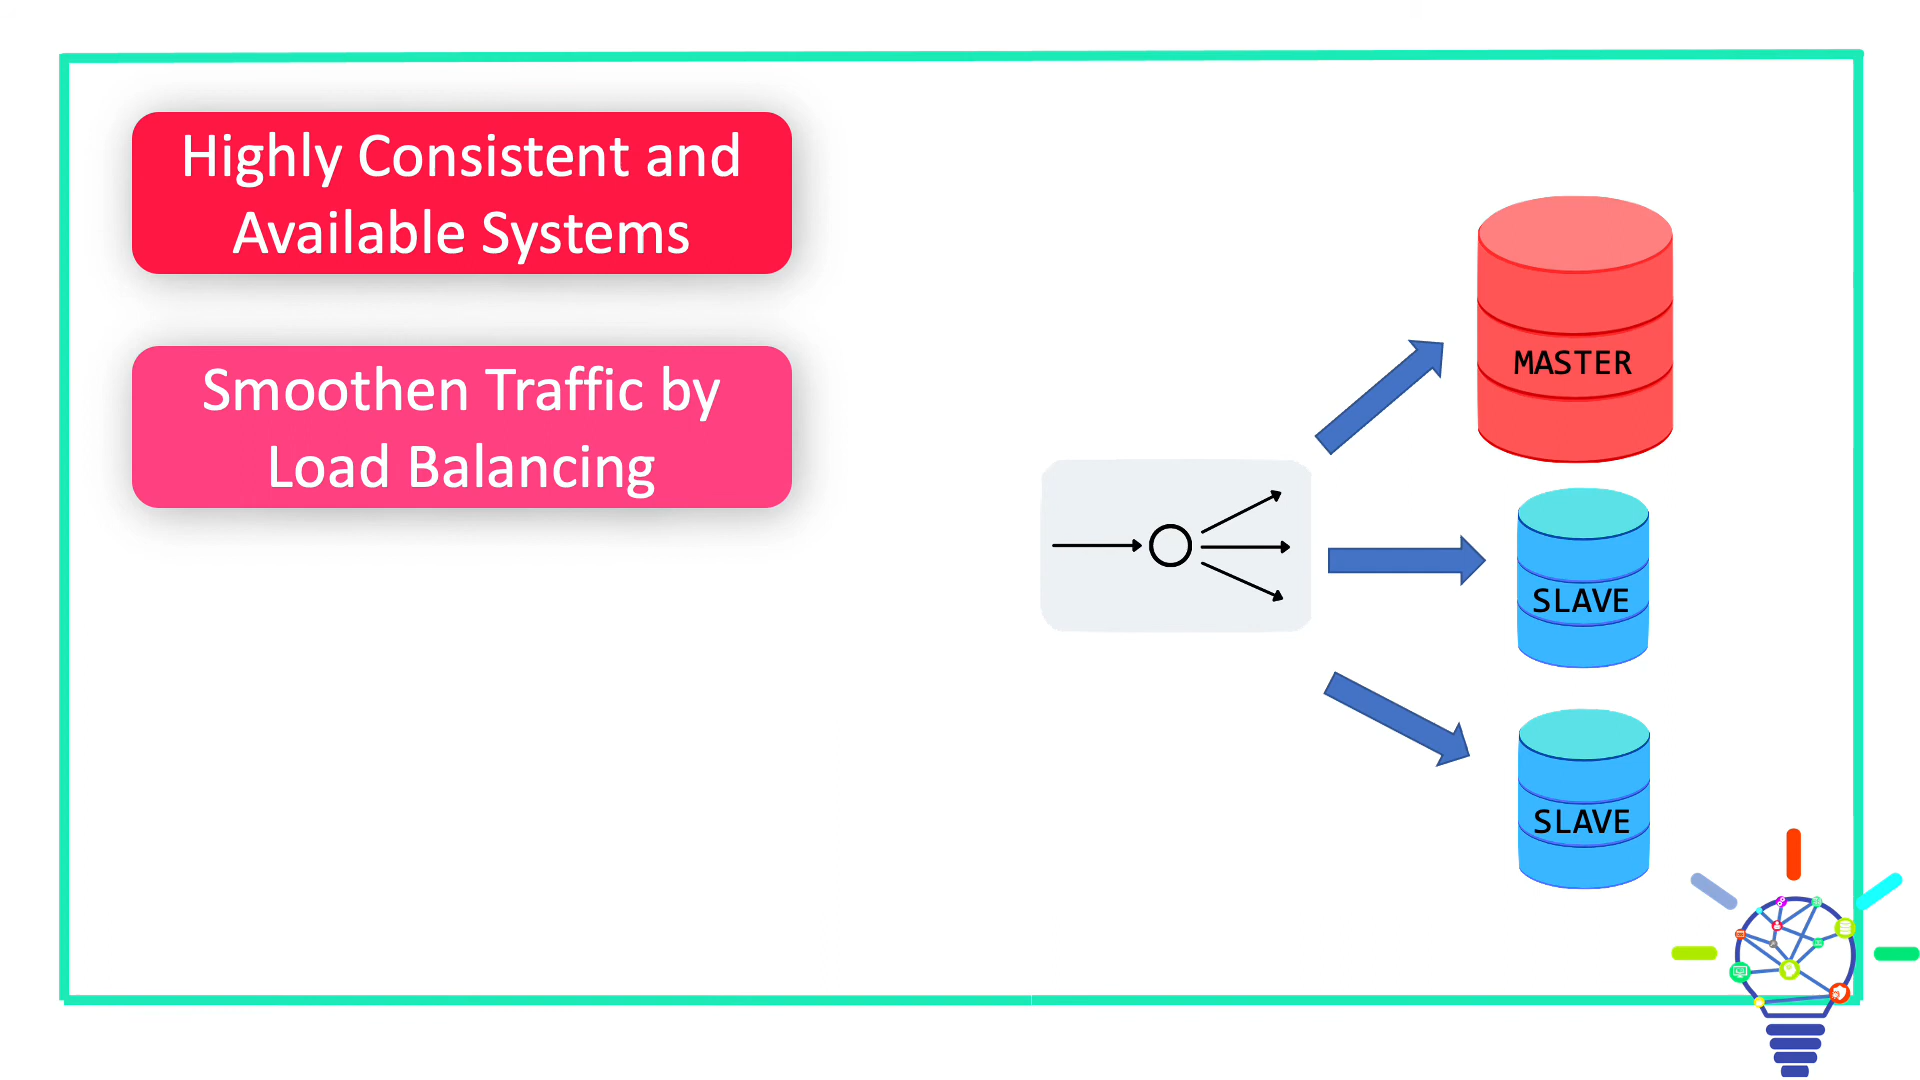 Highly Consistent and
Available Systems
Smoothen Traffic by
Load Balancing
MASTER
SLAVE
SLAVE